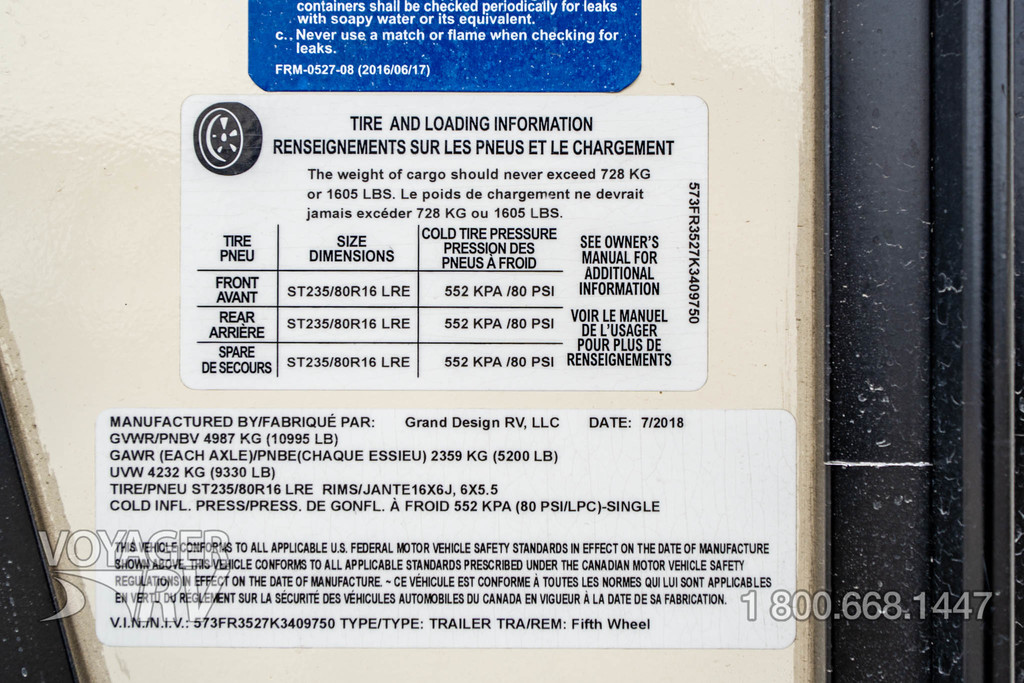 containers shall be checked periodically for leaks
with soapy water or its equivalent.
c. . Never use a match or flame when checking for
leaks.
FRM-0527-08 (2016/06/17)
TIRE AND LOADING INFORMATION
RENSEIGNEMENTS SUR LES PNEUS ET LE CHARGEMENT
The weight of cargo should never exceed 728 KG
or 1605 LBS. Le poids de chargement ne devrait
jamais excéder 728 KG ou 1605 LBS.
TIRE SIZE COLD TIRE PRESSURE
PNEU DIMENSIONS PRESSION DES
PNEUS À FROID
FRONT
AVANT ST235/80R16 LRE 552 KPA /80 PSI
REAR
ARRIÈRE ST235/80R16 LRE 552 KPA /80 PSI
SPARE
DE SECOURS ST235/80R16 LRE 552 KPA /80 PSI
SEE OWNER'S
MANUAL FOR
ADDITIONAL
INFORMATION
VOIR LE MANUEL
DE L'USAGER
POUR PLUS DE
RENSEIGNEMENTS
573FR3527K3409750
MANUFACTURED BY/FABRIQUÉ PAR: Grand Design RV, LLC DATE: 7/2018
GVWR/PNBV 4987 KG (10995 LB)
GAWR (EACH AXLE)/PNBE(CHAQUE ESSIEU) 2359 KG (5200 LB)
UVW 4232 KG (9330 LB)
TIRE/PNEU ST235/80R16 LRE RIMS/JANTE16X6J, 6X5.5
COLD INFL. PRESS/PRESS. DE GONFL. À FROID 552 KPA (80 PSI/LPC)-SINGLE
THIS VEHICLE CONFORMS TO ALL APPLICABLE U.S. FEDERAL MOTOR VEHICLE SAFETY STANDARDS IN EFFECT ON THE DATE OF MANUFACTURE
SHOWN ABOVE. THIS VEHICLE CONFORMS TO ALL APPLICABLE STANDARDS PRESCRIBED UNDER THE CANADIAN MOTOR VEHICLE SAFETY
REGULATIONS IN EFFECT ON THE DATE OF MANUFACTURE. ~ CE VÉHICULE EST CONFORME À TOUTES LES NORMES QUI LUI SONT APPLICABLES
EN VERTU DU RÈGLEMENT SUR LA SÉCURITÉ DES VÉHICULES AUTOMOBILES DU CANADA EN VIGUEUR À LA DATE DE SA FABRICATION.
V.I.N./N.I.V.: 573FR3527K3409750 TYPE/TYPE: TRAILER TRA/REM: Fifth Wheel
VOYAGER
RV
1 800.668.1447